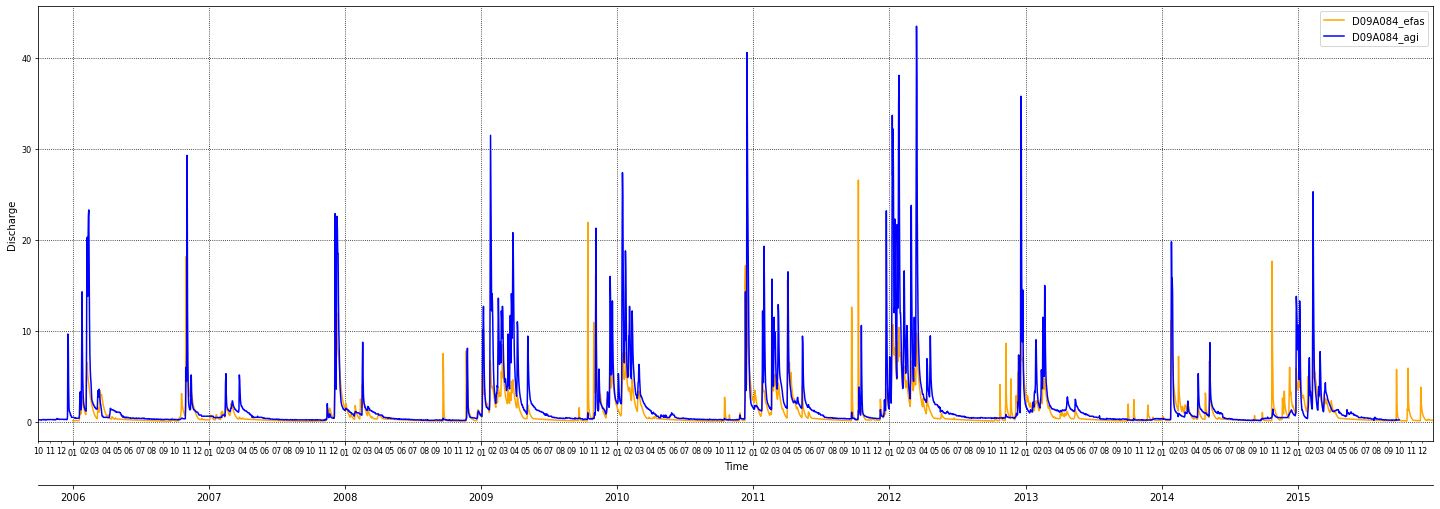 D09A084_efas
D09A084_agi
40
30
20
10
0
Discharge
10 11 12 01 02 03 04 05 06 07 08 09 10 11 12 01 02 03 04 05 06 07 08 09 10 11 12 01 02 03 04 05 06 07 08 09 10 11 12 01 02 03 04 05 06 07 08 09 10 11 12 01 02 03 04 05 06 07 08 09 10 11 12 01 02 03 04 05 06 07 08 09 10 11 12 01 02 03 04 05 06 07 08 09 10 11 12 01 02 03 04 05 06 07 08 09 10 11 12 01 02 03 04 05 06 07 08 09 10 11 12 01 02 03 04 05 06 07 08 09 10 11 12
Time
2006 2007 2008 2009 2010 2011 2012 2013 2014 2015